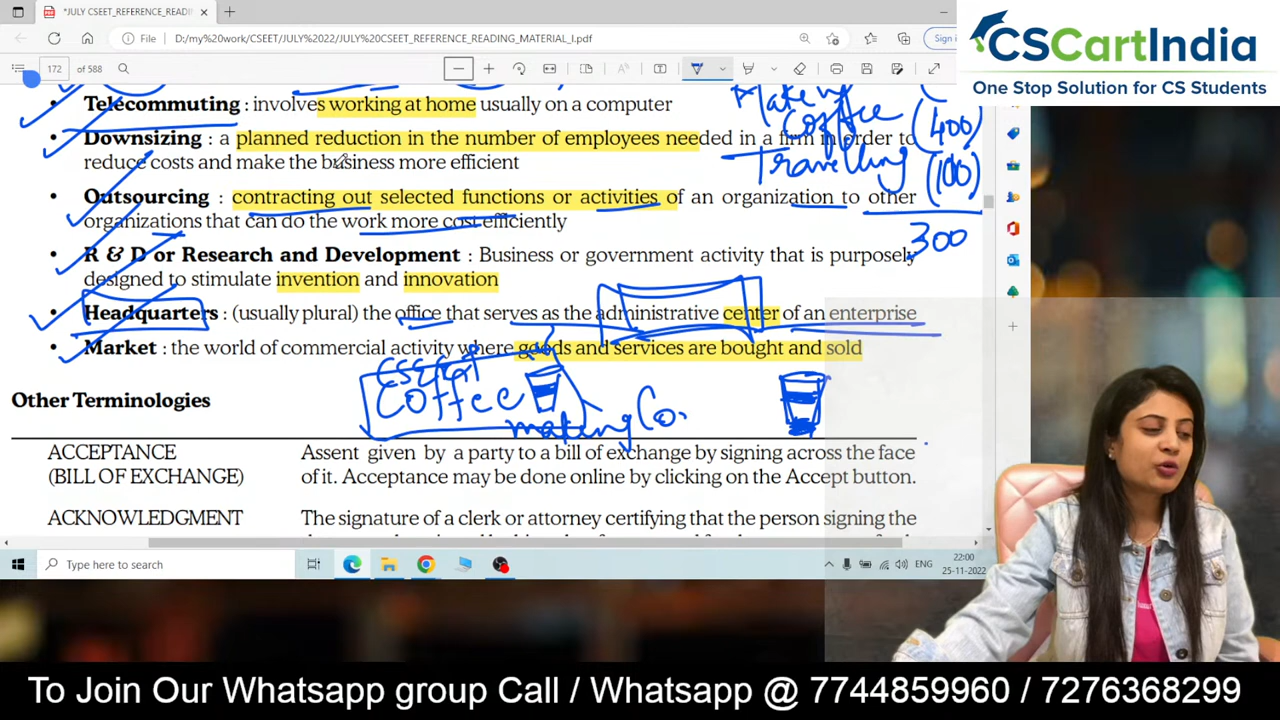 *JULY CSEET_REFERENCE_READI
File D:/my%20work/CSEET/JULY%202022/JULY%20CSEET_REFERENCE_READING_MATERIAL_I.pdf
Sign i
172 of 588
CSCartIndia
One Stop Solution for CS Students
• Telecommuting : involves working at home usually on a computer
• Downsizing : a planned reduction in the number of employees needed in a firm in order to
reduce costs and make the business more efficient
• Outsourcing : contracting out selected functions or activities of an organization to other
organizations that can do the work more cost efficiently
• R & D or Research and Development : Business or government activity that is purposely
designed to stimulate invention and innovation
• Headquarters : (usually plural) the office that serves as the administrative center of an enterprise
• Market : the world of commercial activity where goods and services are bought and sold
Making
Coffee (400)
Travelling (100)
300
Coffee
making Co.
Other Terminologies
ACCEPTANCE Assent given by a party to a bill of exchange by signing across the face
(BILL OF EXCHANGE) of it. Acceptance may be done online by clicking on the Accept button.
ACKNOWLEDGMENT The signature of a clerk or attorney certifying that the person signing the
Type here to search
ENG
22:00
25-11-2022
To Join Our Whatsapp group Call / Whatsapp @ 7744859960 / 7276368299